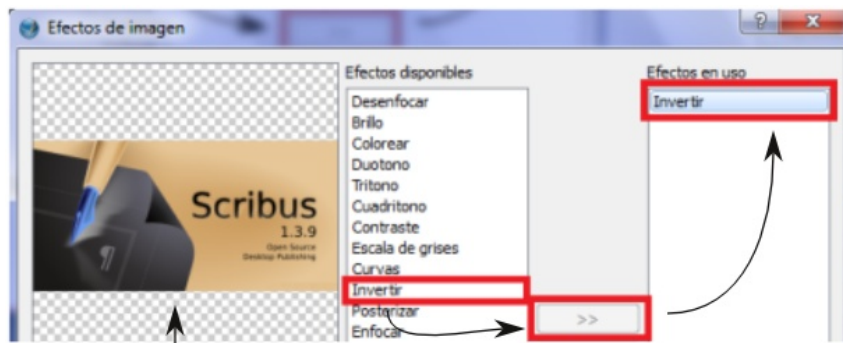 Efectos de imagen
?
X
Efectos disponibles
Desenfocar
Brillo
Colorear
Duotono
Tritono
Cuadritono
Contraste
Escala de grises
Curvas
Invertir
Posterizar
Enfocar
Efectos en uso
Invertir
Scribus
1.3.9
Open Source
Desktop Publishing
>>